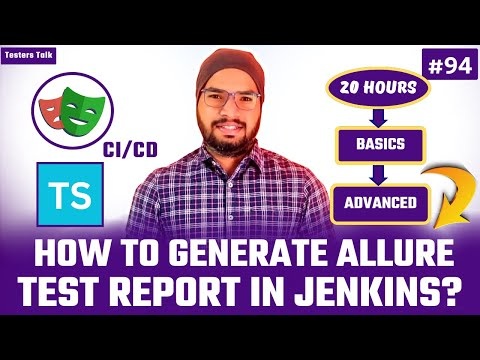 Testers Talk
#94
20 HOURS
CI/CD
BASICS
TS
ADVANCED
HOW TO GENERATE ALLURE
TEST REPORT IN JENKINS?